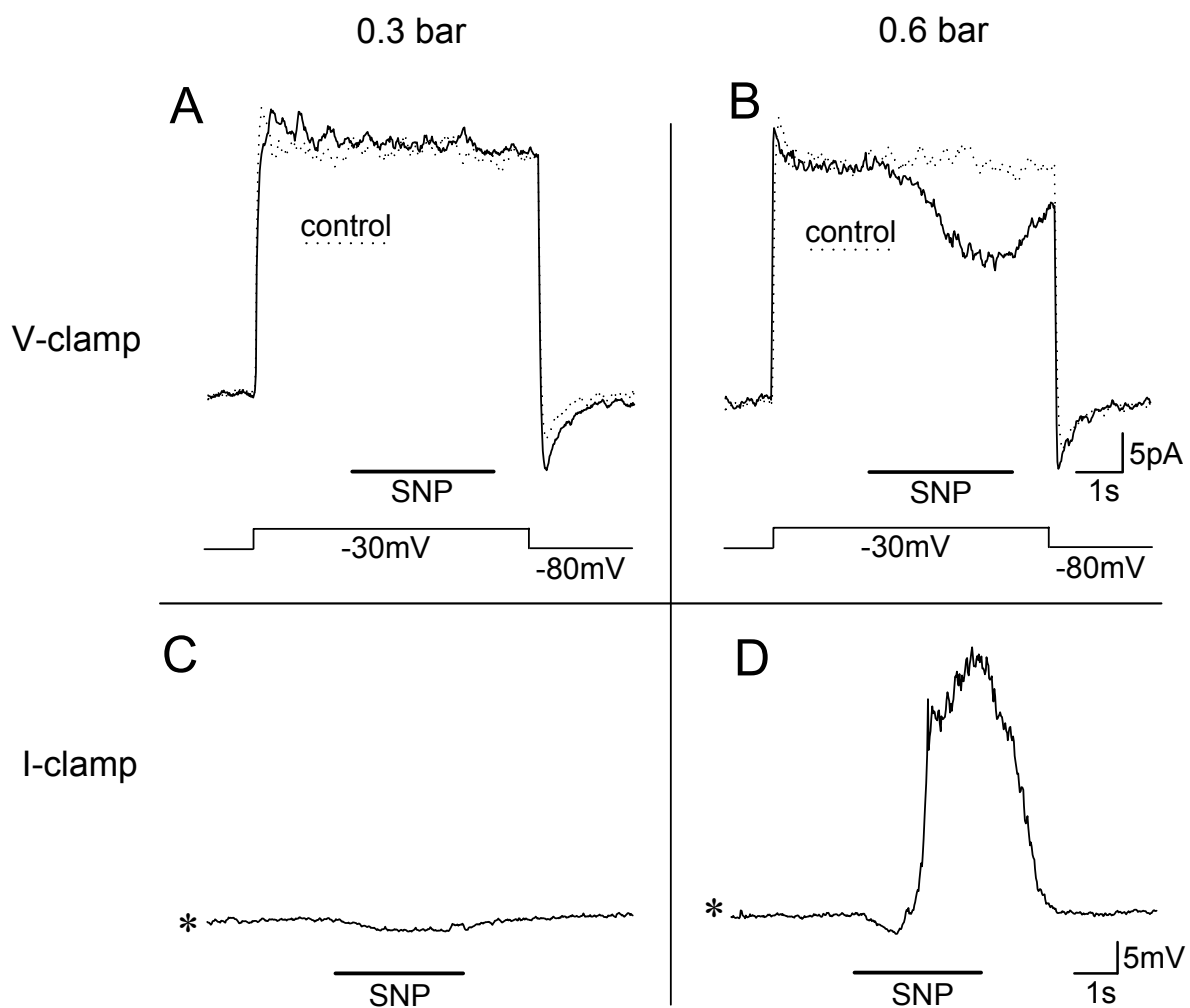 0.3 bar
0.6 bar
A
B
control
control
V-clamp
5pA
1s
SNP
SNP
-30mV
-80mV
-30mV
-80mV
C
D
I-clamp
*
*
5mV
1s
SNP
SNP